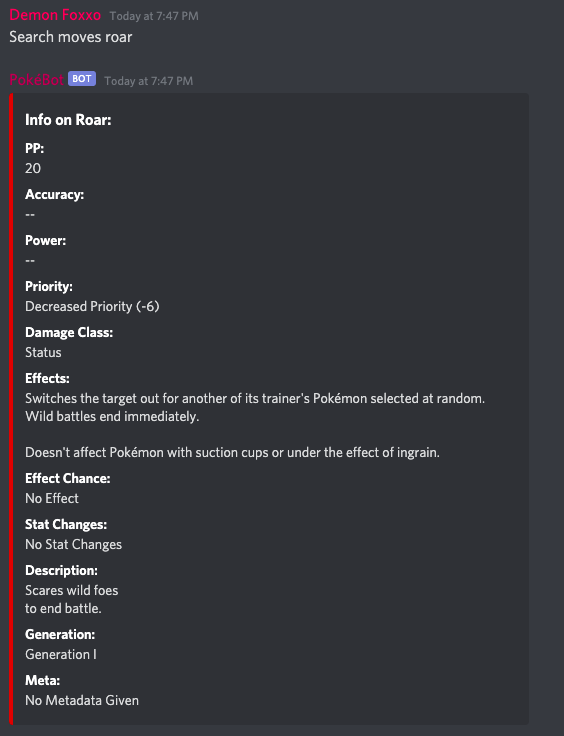 Demon Foxxo Today at 7:47 PM
Search moves roar
PokéBot BOT Today at 7:47 PM
Info on Roar:
PP:
20
Accuracy:
--
Power:
--
Priority:
Decreased Priority (-6)
Damage Class:
Status
Effects:
Switches the target out for another of its trainer's Pokémon selected at random.
Wild battles end immediately.
Doesn't affect Pokémon with suction cups or under the effect of ingrain.
Effect Chance:
No Effect
Stat Changes:
No Stat Changes
Description:
Scares wild foes
to end battle.
Generation:
Generation I
Meta:
No Metadata Given